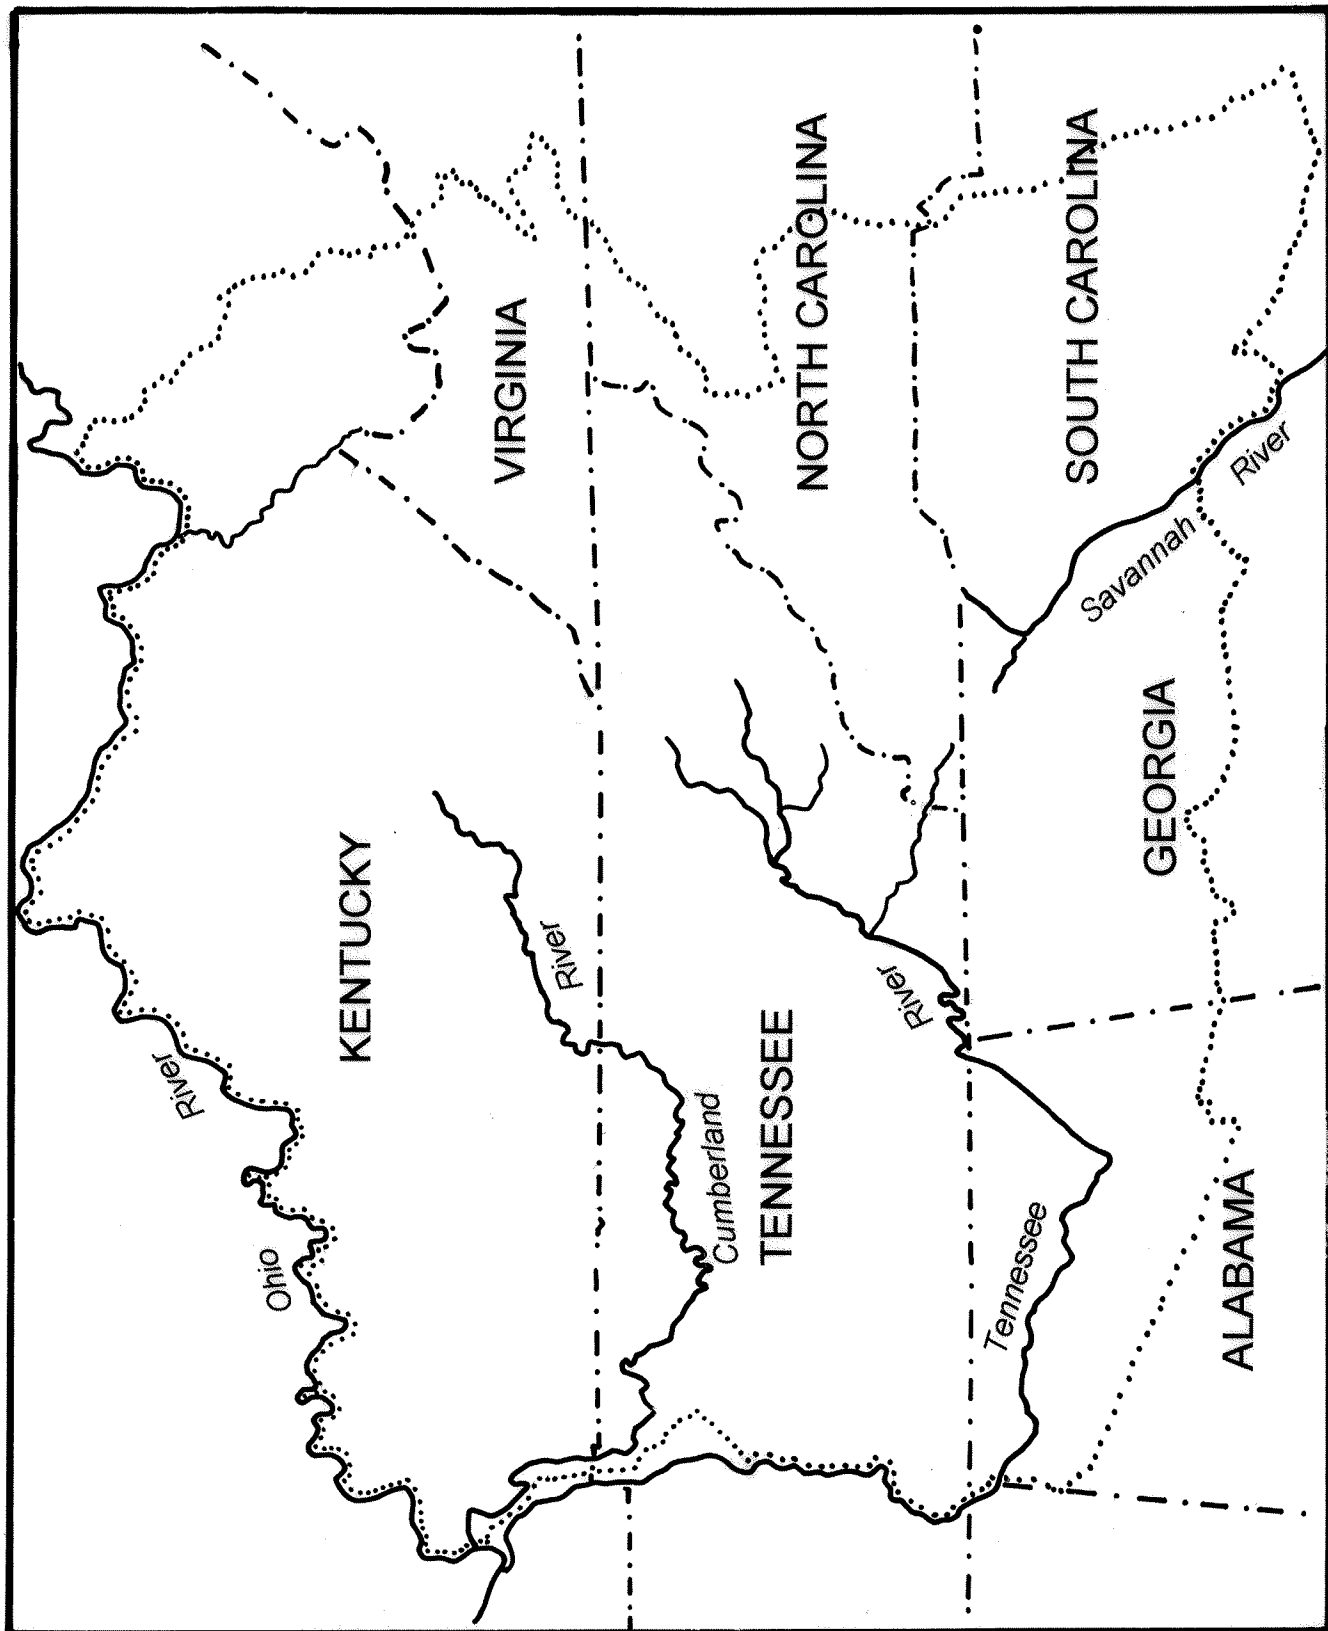 Ohio
River
KENTUCKY
VIRGINIA
River
Cumberland
TENNESSEE
NORTH CAROLINA
River
Tennessee
SOUTH CAROLINA
Savannah
River
GEORGIA
ALABAMA